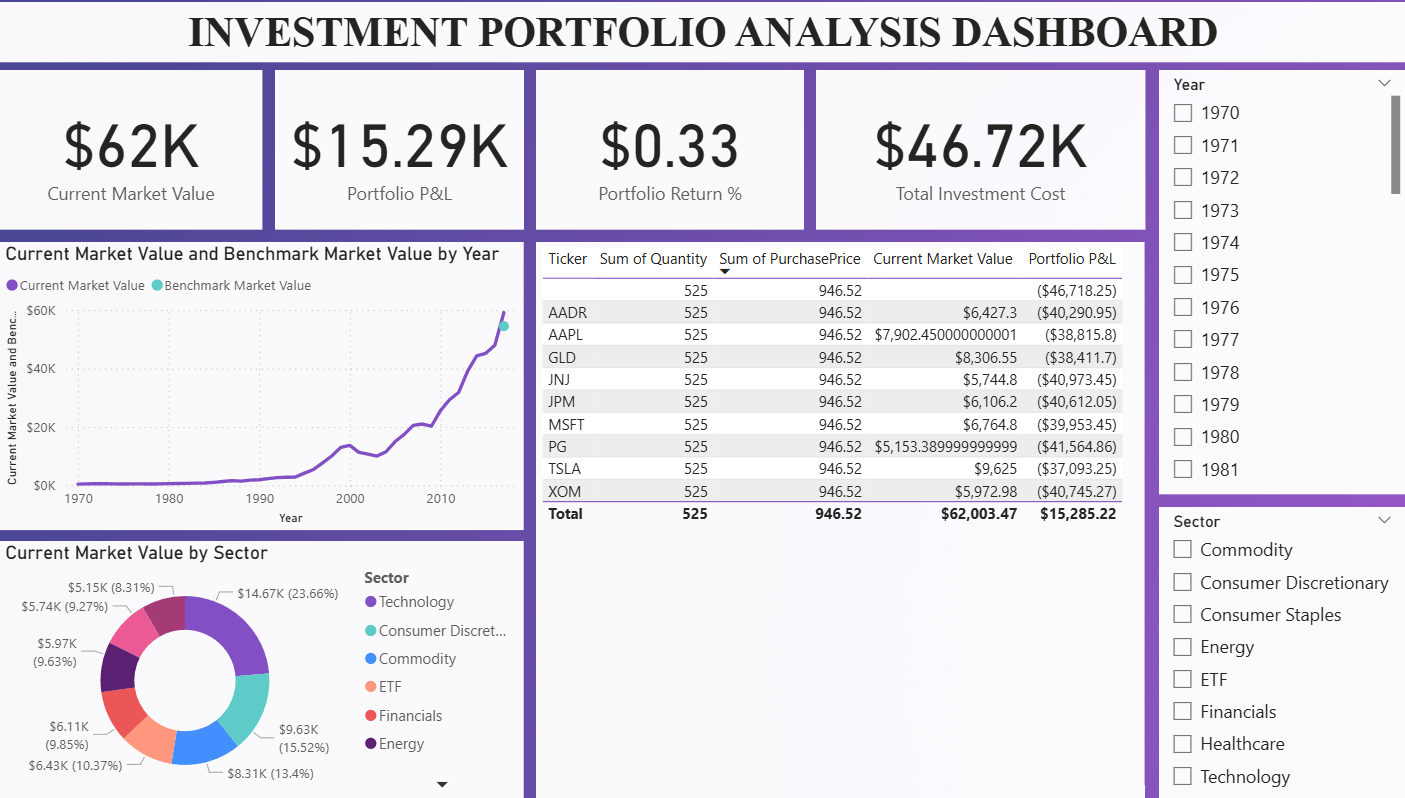 INVESTMENT PORTFOLIO ANALYSIS DASHBOARD
$62K
Current Market Value
$15.29K
Portfolio P&L
$0.33
Portfolio Return %
$46.72K
Total Investment Cost
Year
1970
1971
1972
1973
1974
1975
1976
1977
1978
1979
1980
1981
Current Market Value and Benchmark Market Value by Year
Current Market Value Benchmark Market Value
Current Market Value and Benc...
$60K
$40K
$20K
$0K
1970 1980 1990 2000 2010
Year
Ticker Sum of Quantity Sum of PurchasePrice Current Market Value Portfolio P&L
525 946.52 ($46,718.25)
AADR 525 946.52 $6,427.3 ($40,290.95)
AAPL 525 946.52 $7,902.450000000001 ($38,815.8)
GLD 525 946.52 $8,306.55 ($38,411.7)
JNJ 525 946.52 $5,744.8 ($40,973.45)
JPM 525 946.52 $6,106.2 ($40,612.05)
MSFT 525 946.52 $6,764.8 ($39,953.45)
PG 525 946.52 $5,153.389999999999 ($41,564.86)
TSLA 525 946.52 $9,625 ($37,093.25)
XOM 525 946.52 $5,972.98 ($40,745.27)
Total 525 946.52 $62,003.47 $15,285.22
Current Market Value by Sector
$5.15K (8.31%)
$5.74K (9.27%)
$5.97K
(9.63%)
$6.11K
(9.85%)
$6.43K (10.37%)
$14.67K (23.66%)
$9.63K
(15.52%)
$8.31K (13.4%)
Sector
Technology
Consumer Discret...
Commodity
ETF
Financials
Energy
Sector
Commodity
Consumer Discretionary
Consumer Staples
Energy
ETF
Financials
Healthcare
Technology